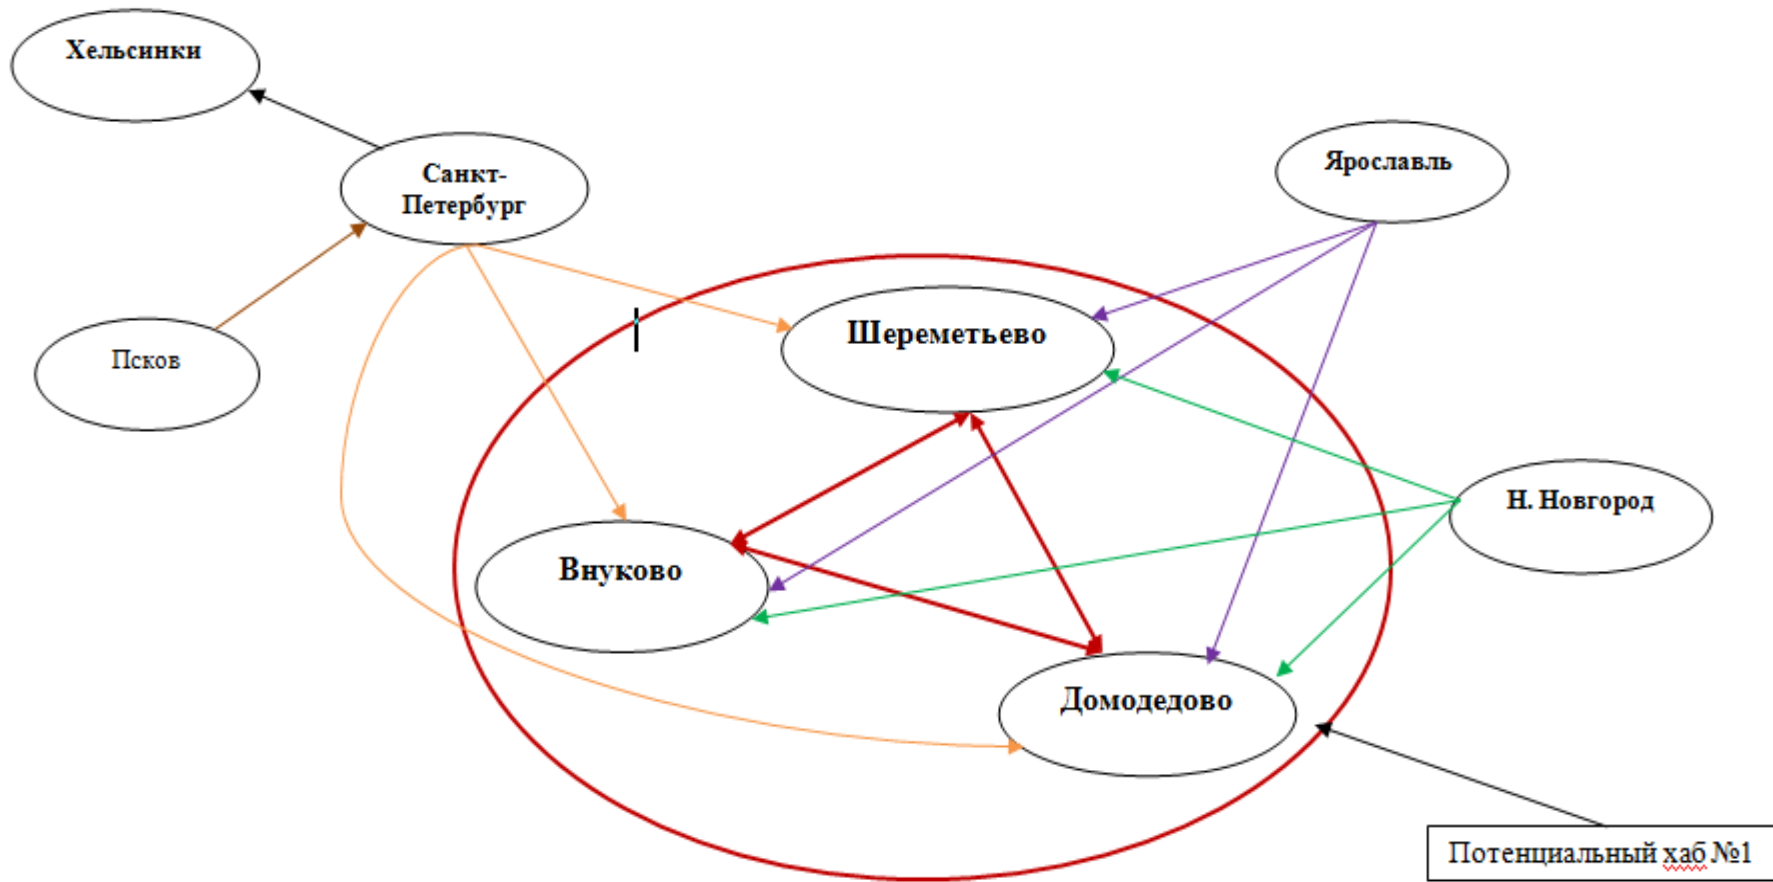 Хельсинки
Санкт-
Петербург
Ярославль
Шереметьево
Псков
Н. Новгород
Внуково
Домодедово
Потенциальный хаб №1